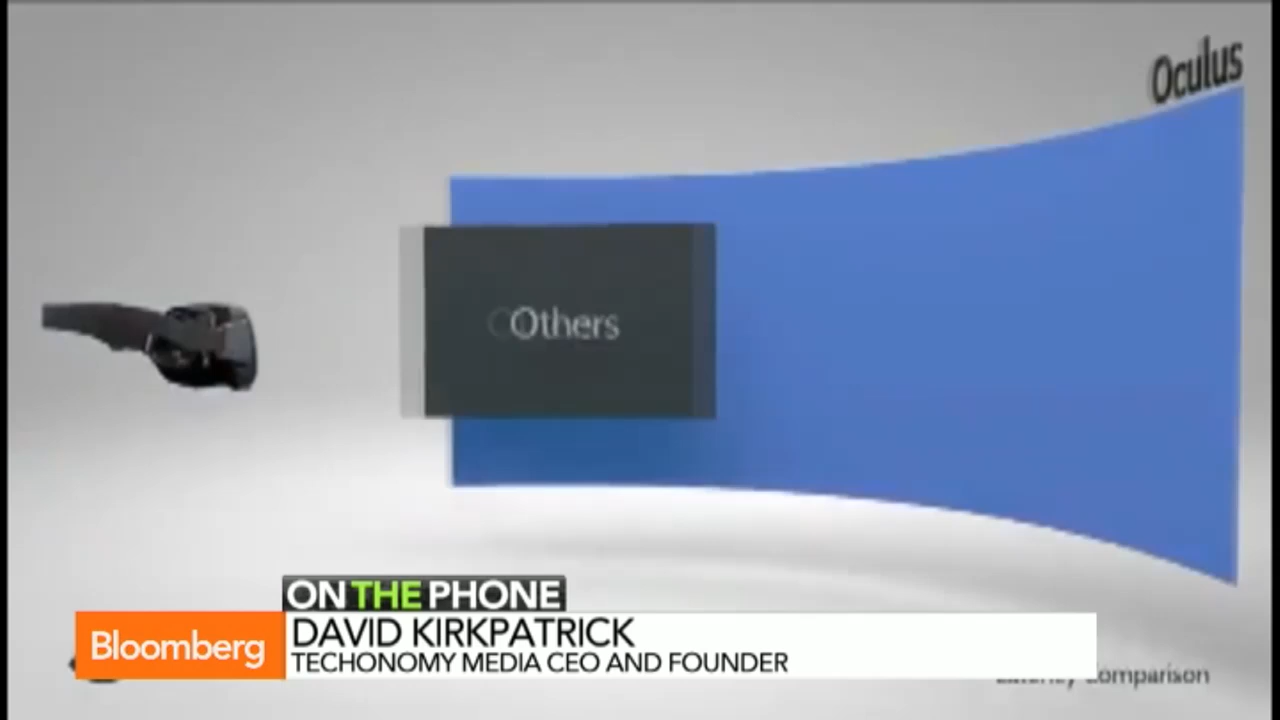 Oculus
Others
ON THE PHONE
DAVID KIRKPATRICK
Bloomberg
TECHONOMY MEDIA CEO AND FOUNDER
Comparison